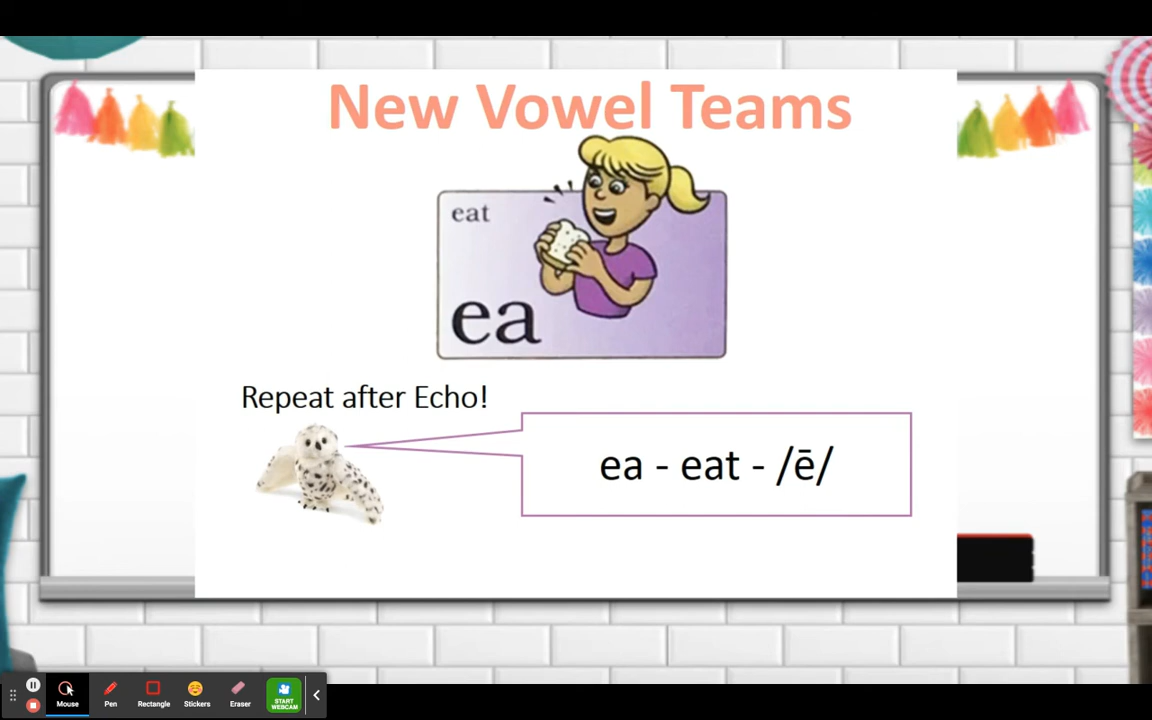 New Vowel Teams
eat
ea
Repeat after Echo!
ea - eat - /ē/
Mouse
Pen
Rectangle
Stickers
Eraser
START
WEBCAM